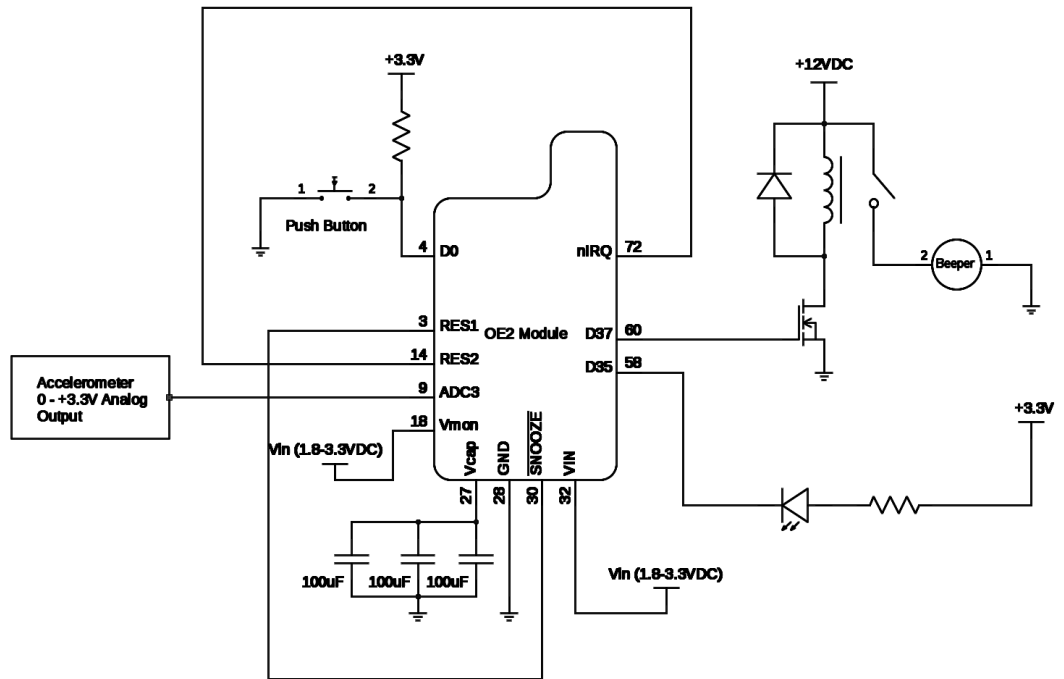 +3.3V
+12VDC
1
2
Push Button
4
D0
nIRQ
72
2
Beeper
1
3
RES1
OE2 Module
D37
60
14
RES2
D35
58
Accelerometer
0 - +3.3V Analog
Output
9
ADC3
18
Vmon
+3.3V
Vin (1.8-3.3VDC)
Vcap
GND
SNOOZE
VIN
27
28
30
32
100uF
100uF
100uF
Vin (1.8-3.3VDC)